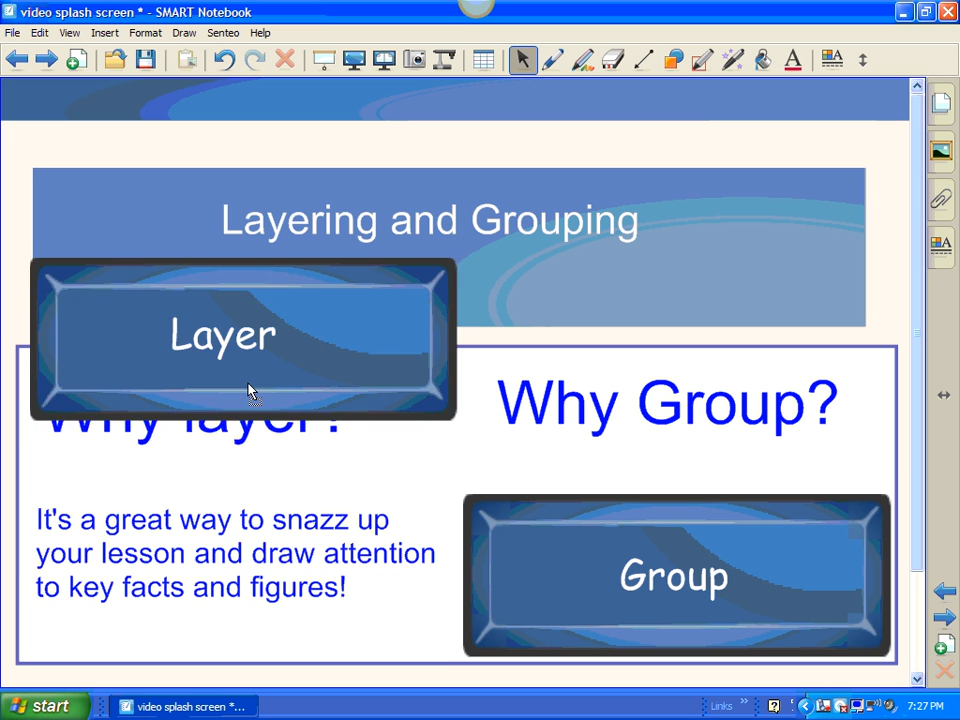 video splash screen * - SMART Notebook
File Edit View Insert Format Draw Senteo Help
Layering and Grouping
Layer
Why layer?
Why Group?
It's a great way to snazz up
your lesson and draw attention
to key facts and figures!
Group
start
video splash screen *...
Links
7:27 PM